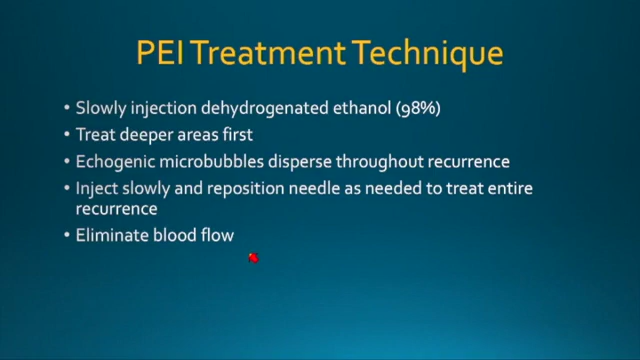 PEI Treatment Technique
• Slowly injection dehydrogenated ethanol (98%)
• Treat deeper areas first
• Echogenic microbubbles disperse throughout recurrence
• Inject slowly and reposition needle as needed to treat entire
recurrence
• Eliminate blood flow